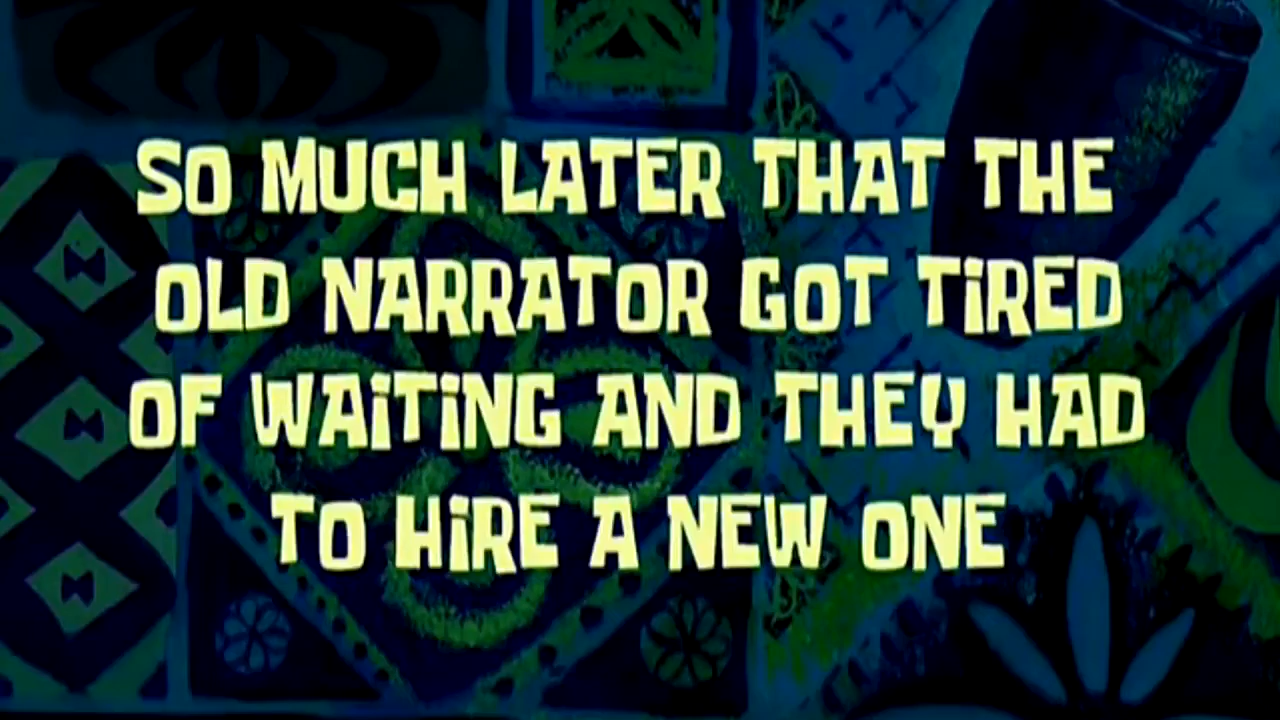 SO MUCH LATER THAT THE
OLD NARRATOR GOT TIRED
OF WAITING AND THEY HAD
TO HIRE A NEW ONE